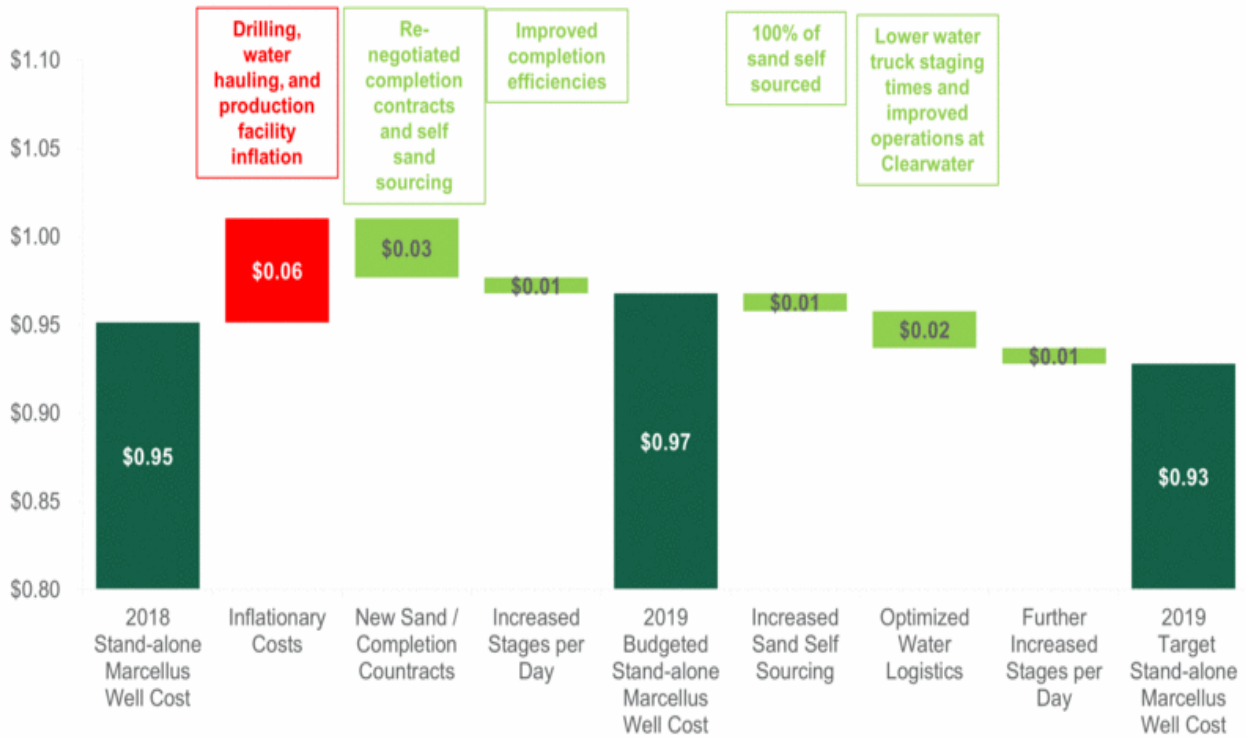 $1.10
$1.05
$1.00
$0.95
$0.90
$0.85
$0.80
Drilling,
water
hauling, and
production
facility
inflation
Re-
negotiated
completion
contracts
and self
sand
sourcing
Improved
completion
efficiencies
100% of
sand self
sourced
Lower water
truck staging
times and
improved
operations at
Clearwater
$0.95
$0.06
$0.03
$0.01
$0.97
$0.01
$0.02
$0.01
$0.93
2018
Stand-alone
Marcellus
Well Cost
Inflationary
Costs
New Sand /
Completion
Countracts
Increased
Stages per
Day
2019
Budgeted
Stand-alone
Marcellus
Well Cost
Increased
Sand Self
Sourcing
Optimized
Water
Logistics
Further
Increased
Stages per
Day
2019
Target
Stand-alone
Marcellus
Well Cost